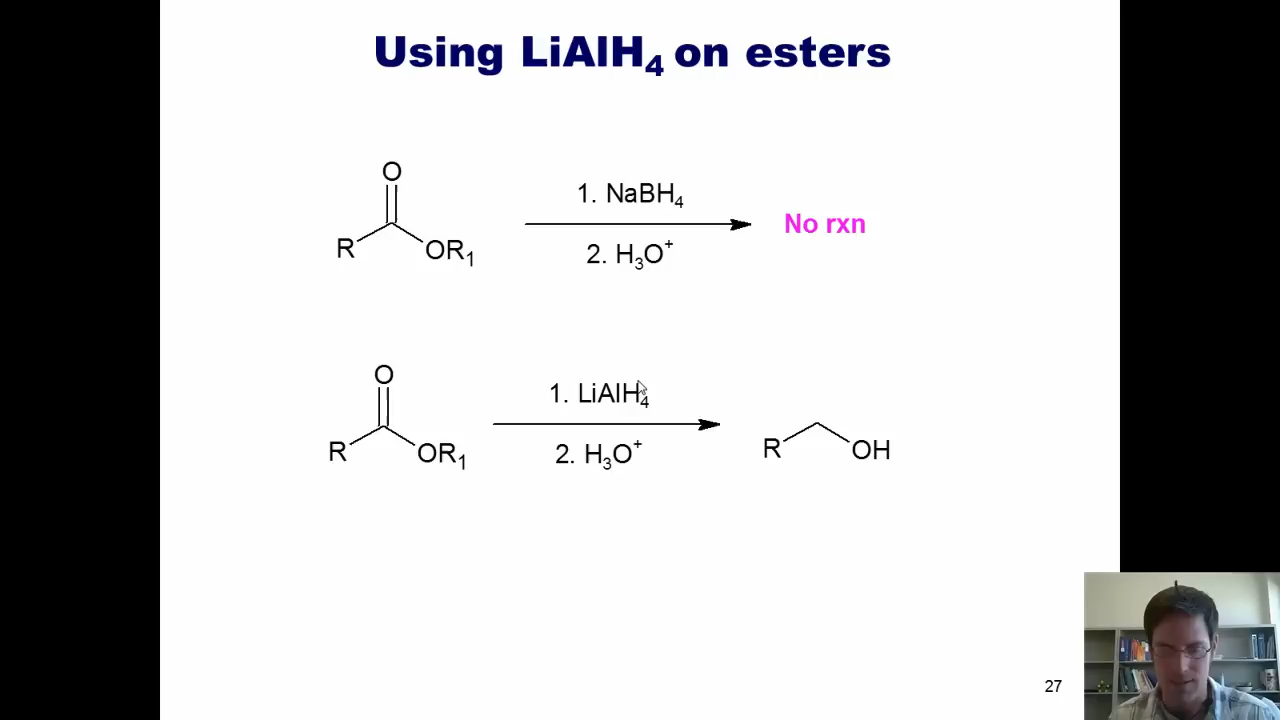 Using LiAlH₄ on esters
O
1. NaBH₄
R
OR₁
No rxn
2. H₃O⁺
O
1. LiAlH₄
R
OR₁
2. H₃O⁺
R
OH
27